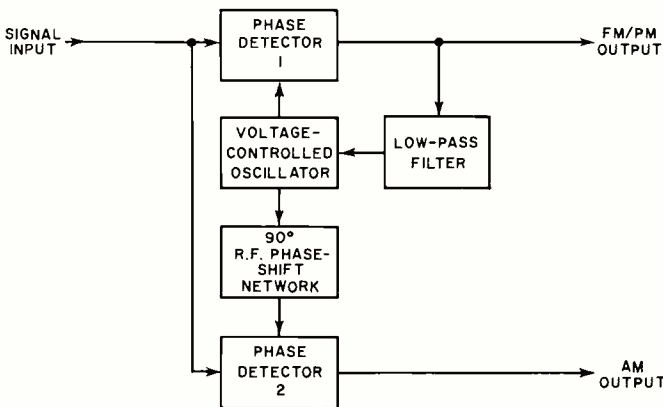 SIGNAL
INPUT
PHASE
DETECTOR
1
FM/PM
OUTPUT
VOLTAGE-
CONTROLLED
OSCILLATOR
LOW-PASS
FILTER
90°
R.F. PHASE-
SHIFT
NETWORK
PHASE
DETECTOR
2
AM
OUTPUT